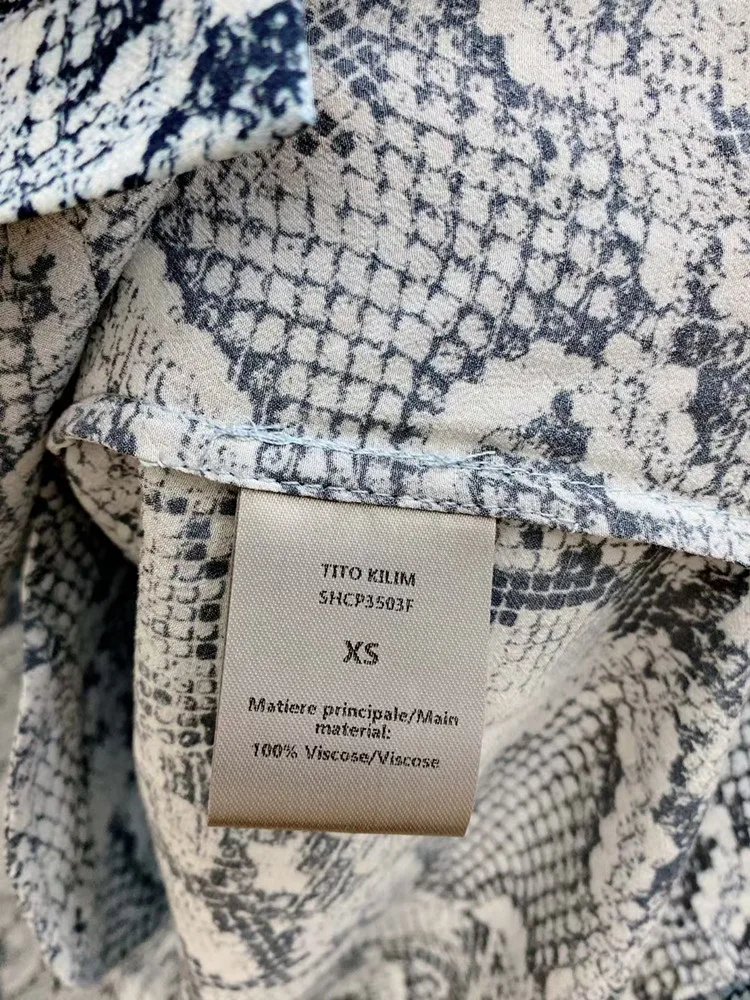 TITO KILIM
SHCP3503F
XS
Matiere principale/Main
material:
100% Viscose/Viscose